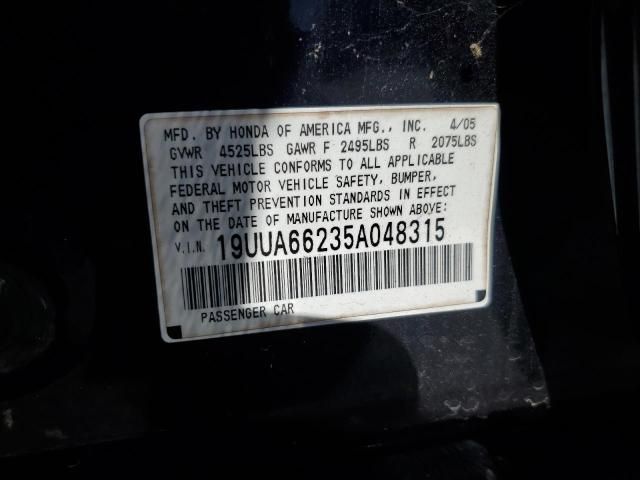 MFD. BY HONDA OF AMERICA MFG., INC. 4/05
GVWR 4525LBS GAWR F 2495LBS R 2075LBS
THIS VEHICLE CONFORMS TO ALL APPLICABLE
FEDERAL MOTOR VEHICLE SAFETY, BUMPER,
AND THEFT PREVENTION STANDARDS IN EFFECT
ON THE DATE OF MANUFACTURE SHOWN ABOVE:
V.I.N. 19UUA66235A048315
PASSENGER CAR